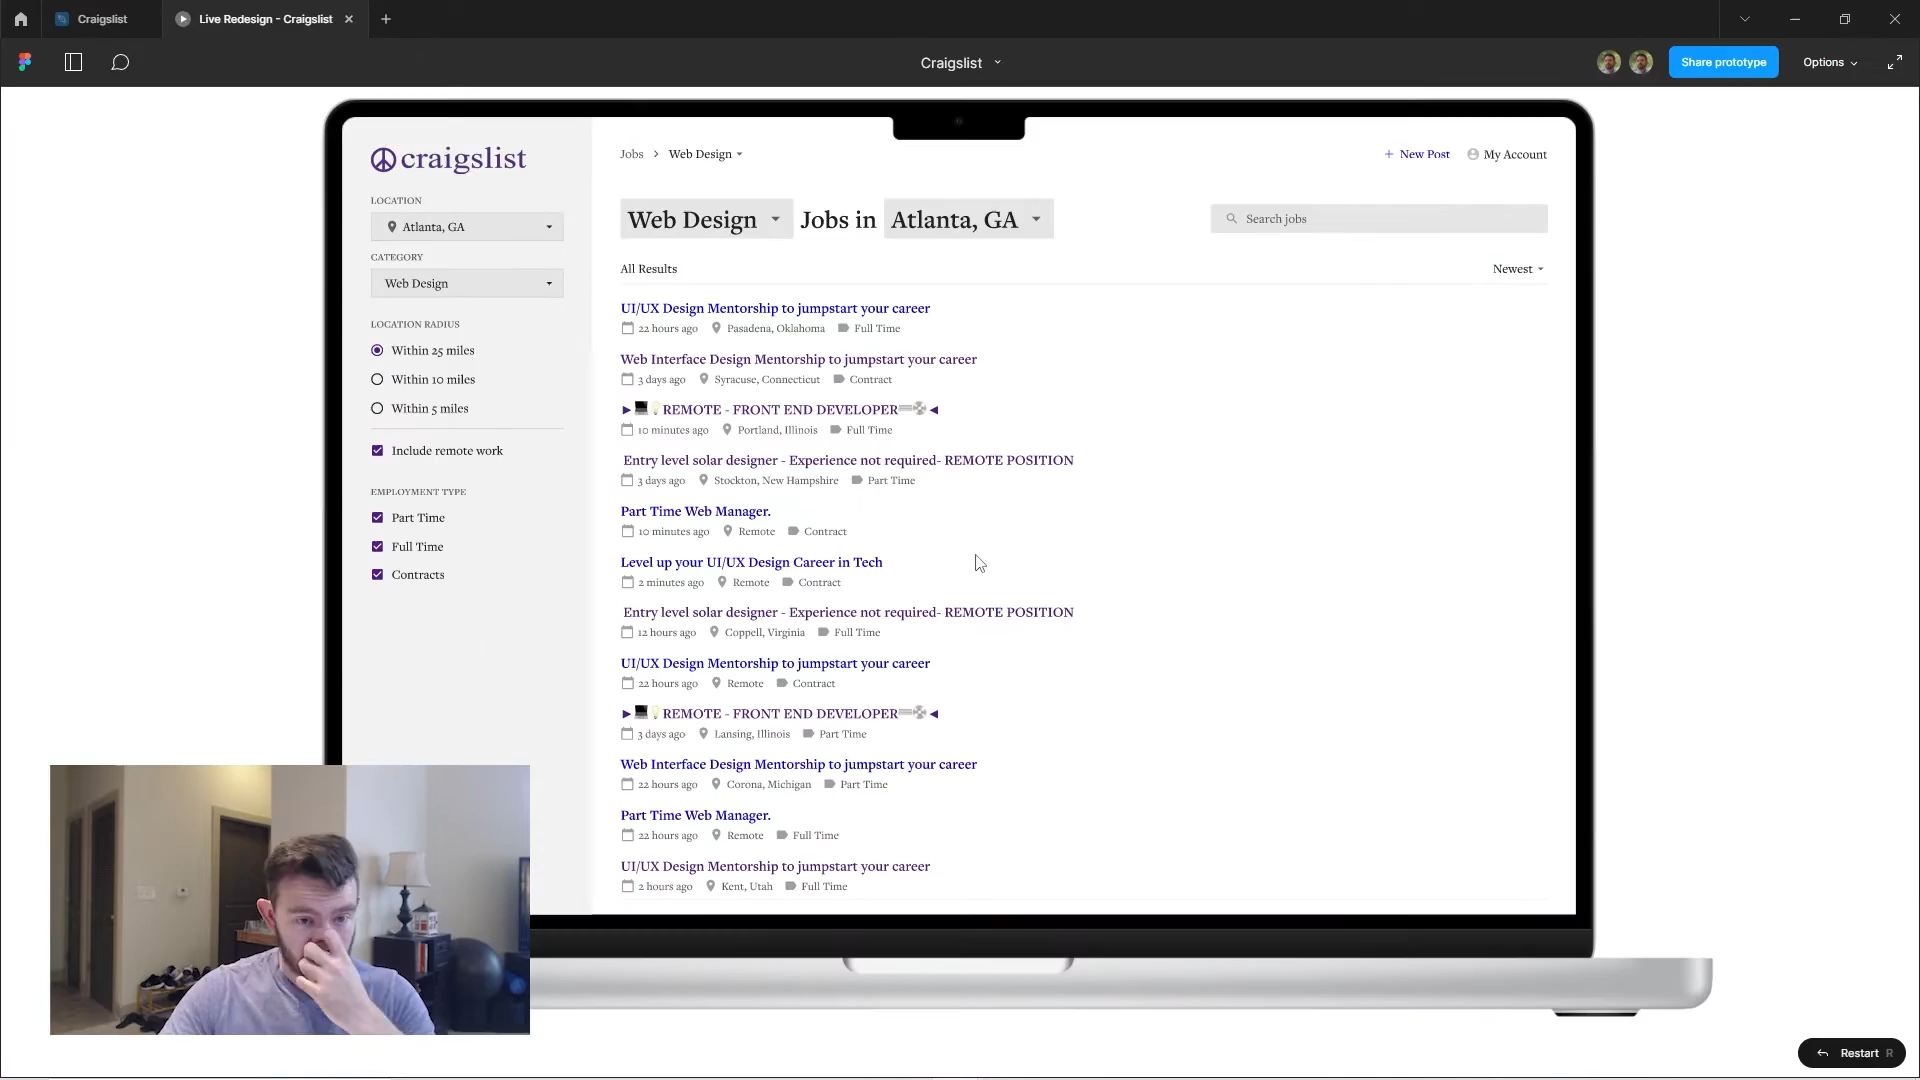 Craigslist
Live Redesign - Craigslist
Craigslist
Share prototype
Options
craigslist
LOCATION
Atlanta, GA
CATEGORY
Web Design
LOCATION RADIUS
Within 25 miles
Within 10 miles
Within 5 miles
Include remote work
EMPLOYMENT TYPE
Part Time
Full Time
Contracts
Jobs > Web Design
+ New Post
My Account
Web Design Jobs in Atlanta, GA
Search jobs
All Results
Newest
UI/UX Design Mentorship to jumpstart your career
22 hours ago Pasadena, Oklahoma Full Time
Web Interface Design Mentorship to jumpstart your career
3 days ago Syracuse, Connecticut Contract
►💻💡REMOTE - FRONT END DEVELOPER⌨️🛠◄
10 minutes ago Portland, Illinois Full Time
Entry level solar designer - Experience not required- REMOTE POSITION
3 days ago Stockton, New Hampshire Part Time
Part Time Web Manager.
10 minutes ago Remote Contract
Level up your UI/UX Design Career in Tech
2 minutes ago Remote Contract
Entry level solar designer - Experience not required- REMOTE POSITION
12 hours ago Coppell, Virginia Full Time
UI/UX Design Mentorship to jumpstart your career
22 hours ago Remote Contract
►💻💡REMOTE - FRONT END DEVELOPER⌨️🛠◄
3 days ago Lansing, Illinois Part Time
Web Interface Design Mentorship to jumpstart your career
22 hours ago Corona, Michigan Part Time
Part Time Web Manager.
22 hours ago Remote Full Time
UI/UX Design Mentorship to jumpstart your career
2 hours ago Kent, Utah Full Time
Restart R